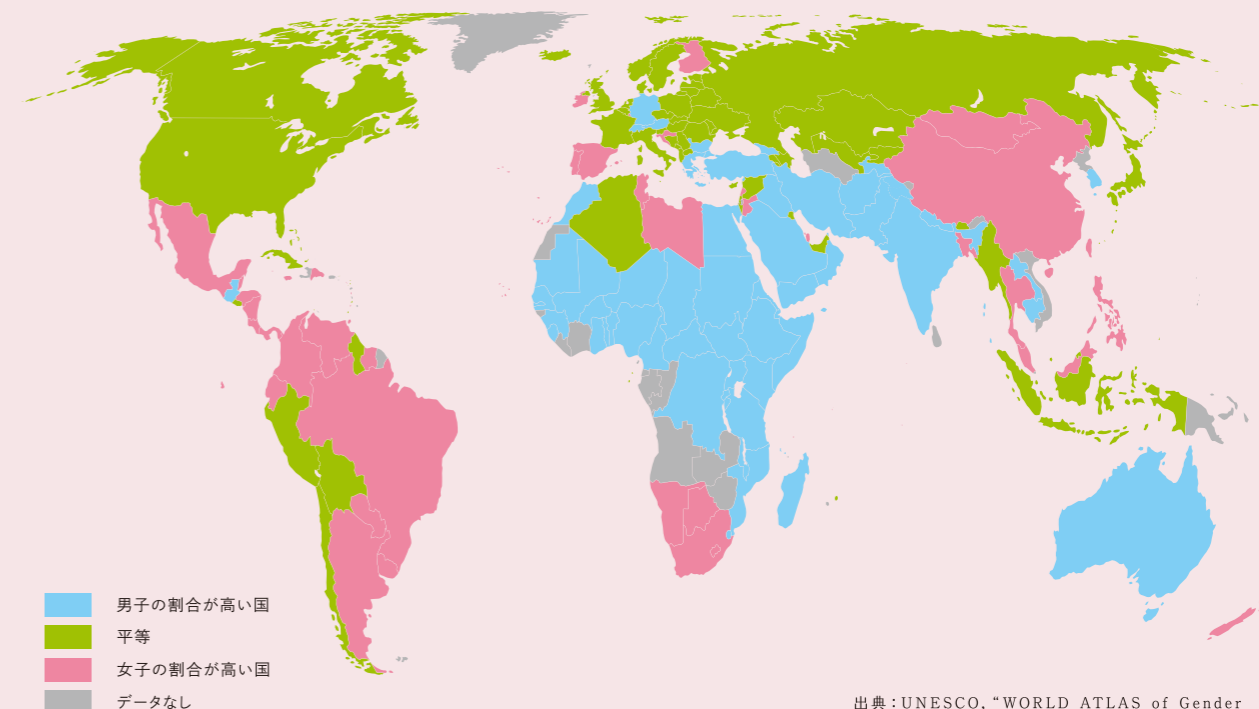 男子の割合が高い国
平等
女子の割合が高い国
データなし
出典：UNESCO, “WORLD ATLAS of Gender